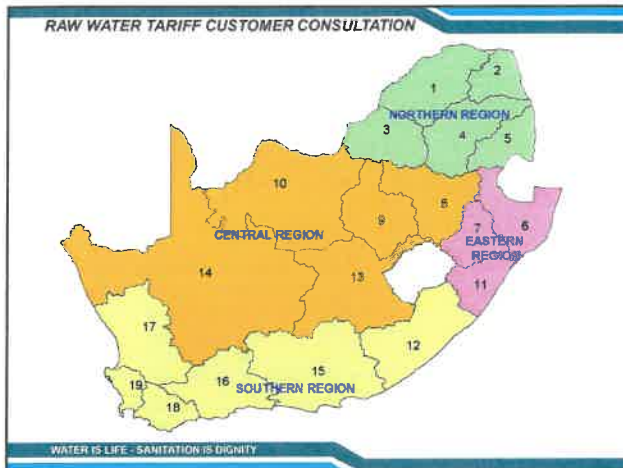 RAW WATER TARIFF CUSTOMER CONSULTATION
1
2
NORTHERN REGION
3
4
5
10
8
9
7
6
CENTRAL REGION
EASTERN
REGION
14
13
11
17
12
15
19
16
SOUTHERN REGION
18
WATER IS LIFE - SANITATION IS DIGNITY